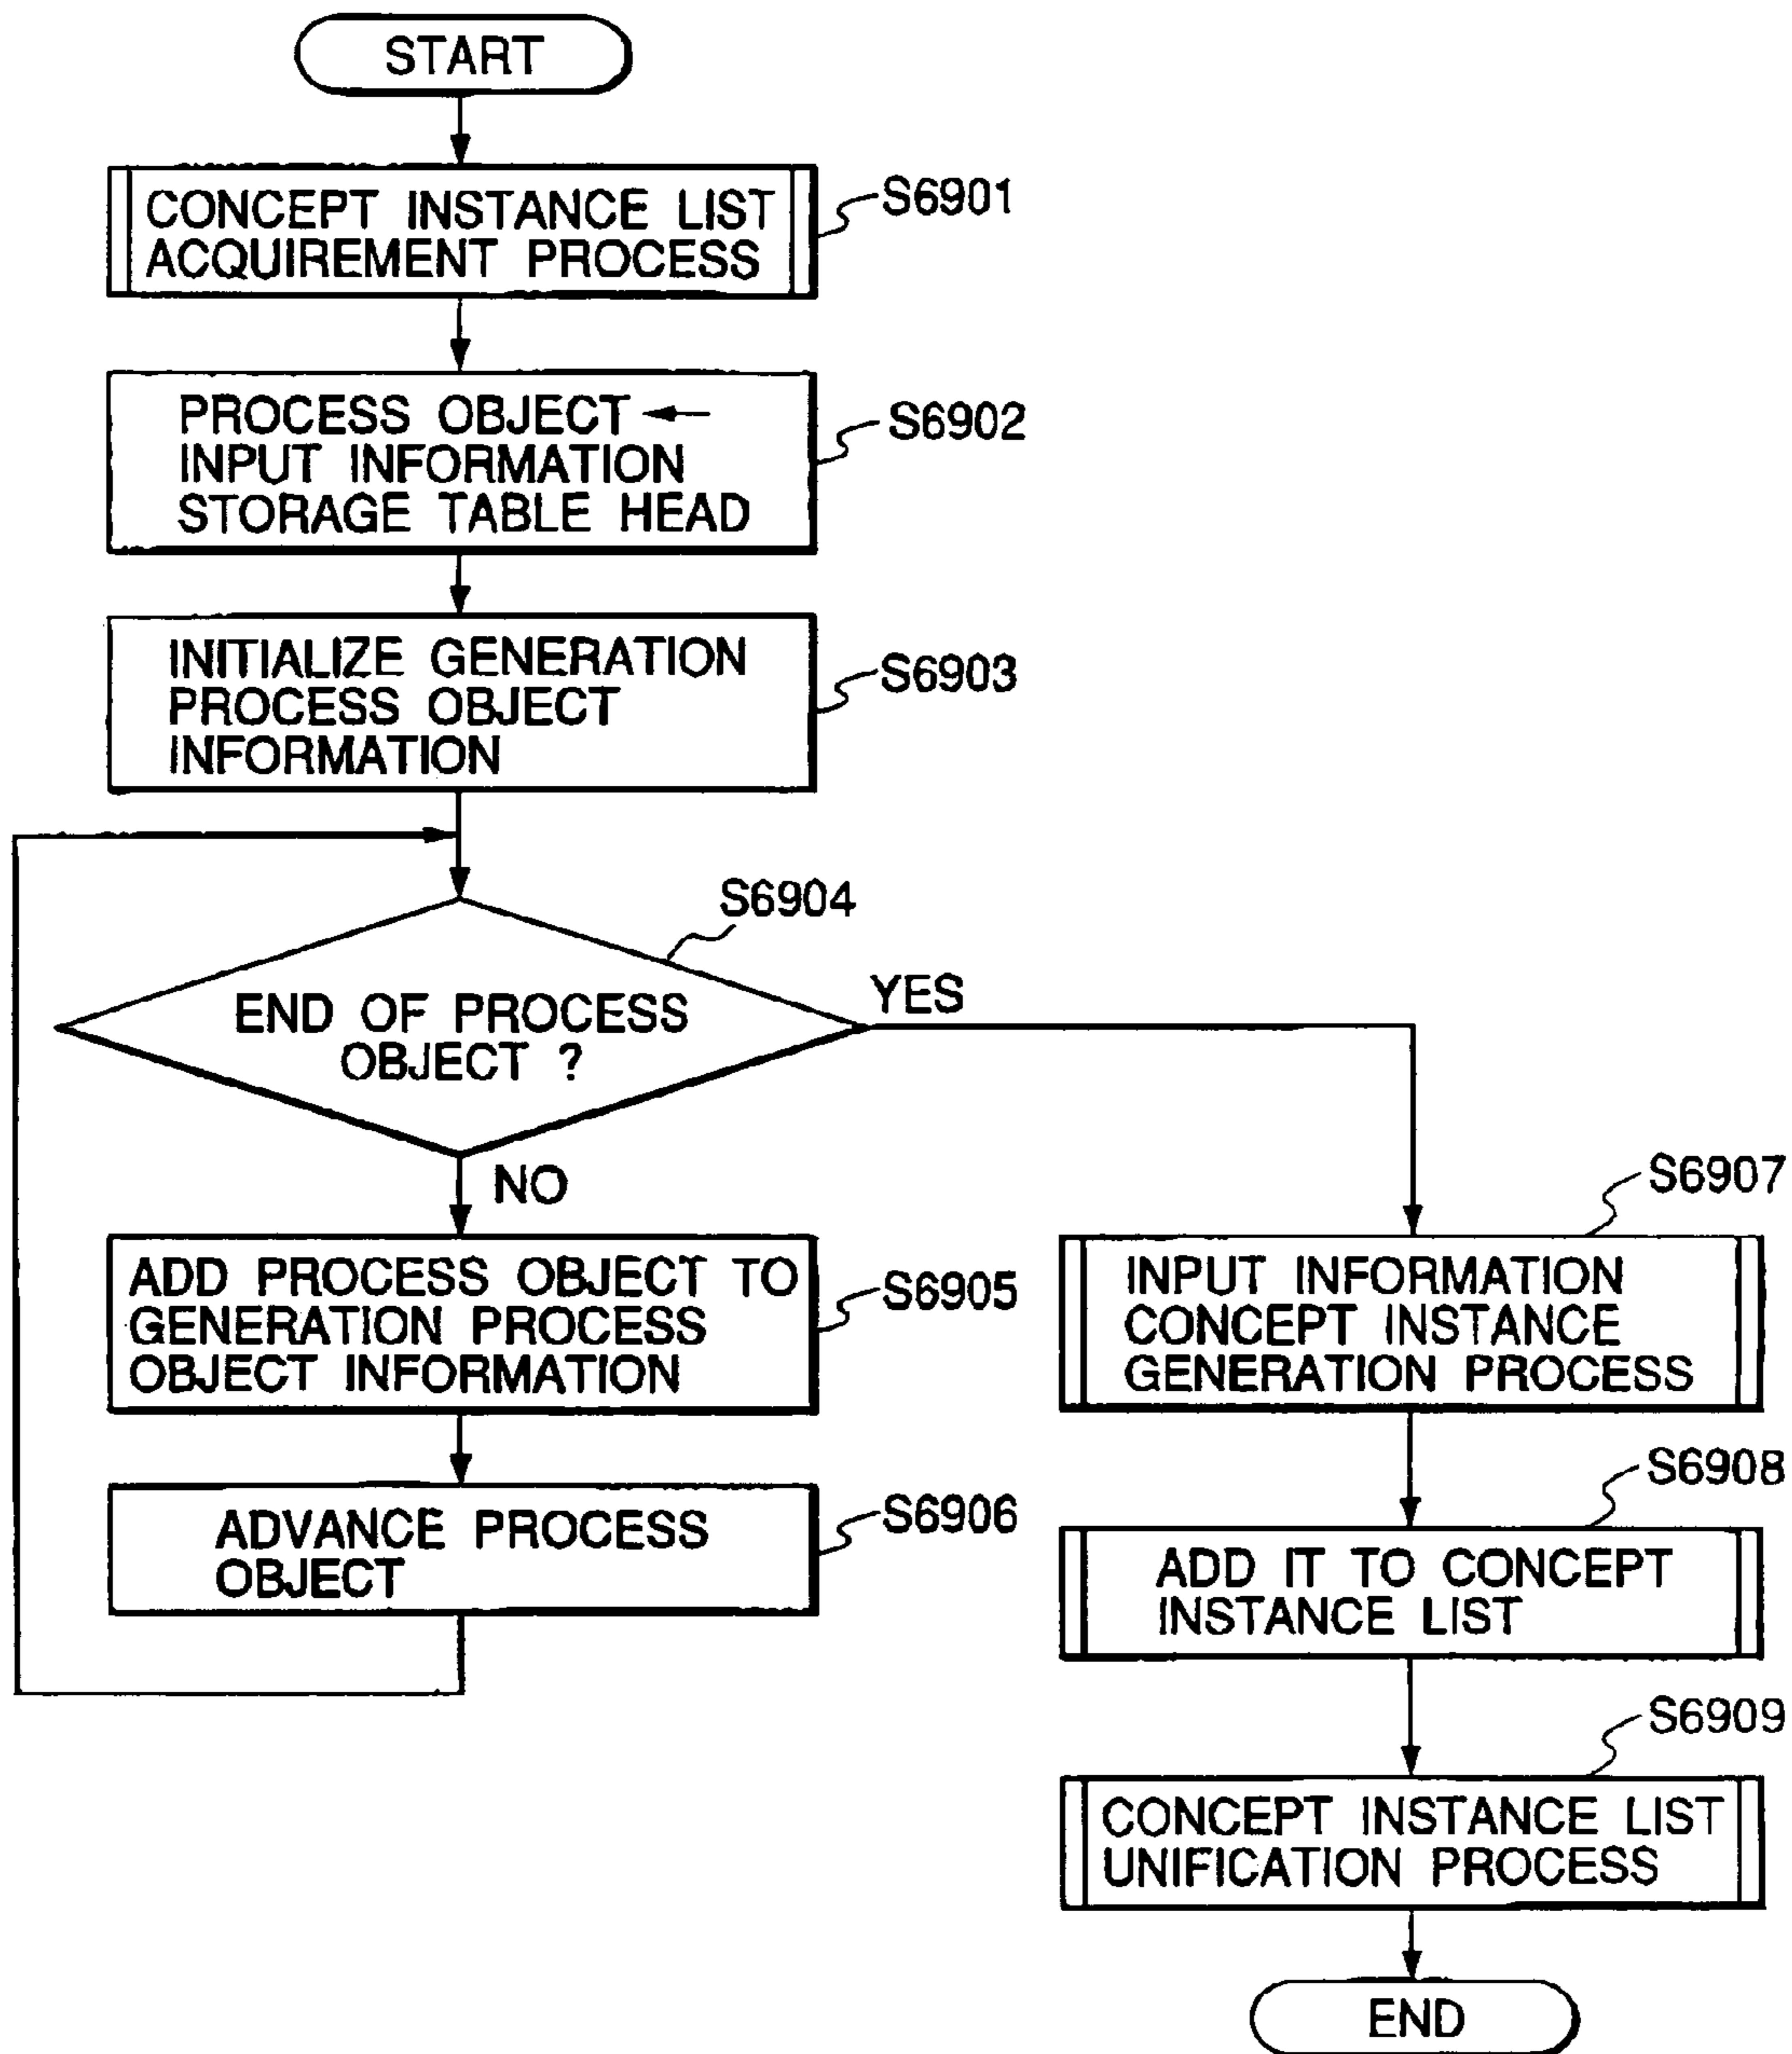 START
CONCEPT INSTANCE LIST
ACQUIREMENT PROCESS
S6901
PROCESS OBJECT ←
INPUT INFORMATION
STORAGE TABLE HEAD
S6902
INITIALIZE GENERATION
PROCESS OBJECT
INFORMATION
S6903
S6904
END OF PROCESS
OBJECT ?
YES
NO
ADD PROCESS OBJECT TO
GENERATION PROCESS
OBJECT INFORMATION
S6905
ADVANCE PROCESS
OBJECT
S6906
S6907
INPUT INFORMATION
CONCEPT INSTANCE
GENERATION PROCESS
S6908
ADD IT TO CONCEPT
INSTANCE LIST
S6909
CONCEPT INSTANCE LIST
UNIFICATION PROCESS
END